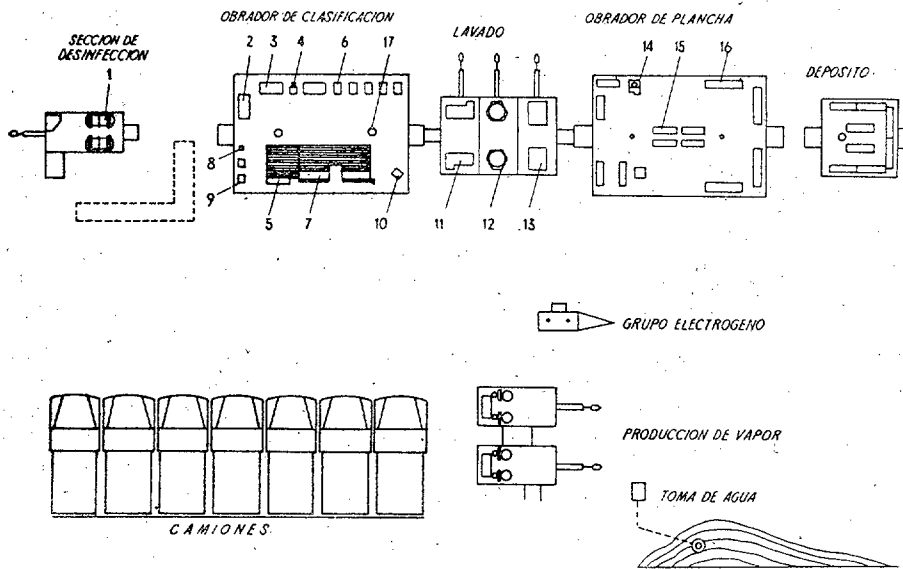 OBRADOR DE CLASIFICACION
SECCION DE
DESINFECCION
1
2 3 4 6 17
LAVADO
OBRADOR DE PLANCHA
14 15 16
DEPOSITO
8
9
5 7 10
11 12 13
GRUPO ELECTROGENO
PRODUCCION DE VAPOR
TOMA DE AGUA
CAMIONES